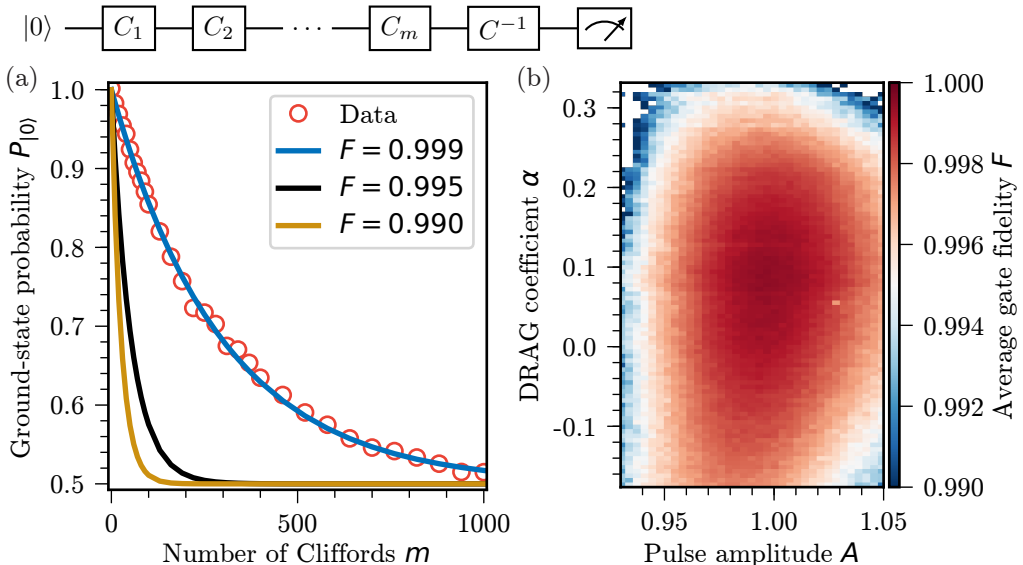 |0⟩ C₁ C₂ ··· Cₘ C⁻¹
(a)
Ground-state probability P|0⟩
1.0
0.9
0.8
0.7
0.6
0.5
Data
F = 0.999
F = 0.995
F = 0.990
0 500 1000
Number of Cliffords m
(b)
DRAG coefficient α
0.3
0.2
0.1
0.0
-0.1
0.95 1.00 1.05
Pulse amplitude A
1.000
0.998
0.996
0.994
0.992
0.990
Average gate fidelity F